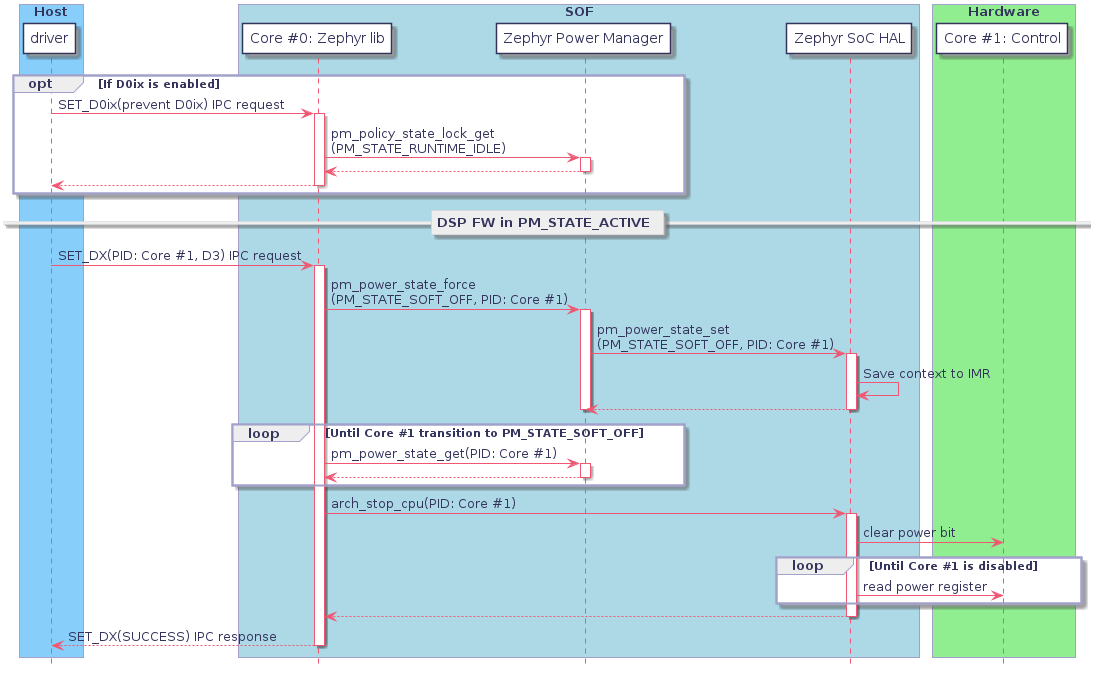 Host
SOF
Hardware
driver
Core #0: Zephyr lib
Zephyr Power Manager
Zephyr SoC HAL
Core #1: Control
opt
[If D0ix is enabled]
SET_D0ix(prevent D0ix) IPC request
pm_policy_state_lock_get
(PM_STATE_RUNTIME_IDLE)
DSP FW in PM_STATE_ACTIVE
SET_DX(PID: Core #1, D3) IPC request
pm_power_state_force
(PM_STATE_SOFT_OFF, PID: Core #1)
pm_power_state_set
(PM_STATE_SOFT_OFF, PID: Core #1)
Save context to IMR
loop
[Until Core #1 transition to PM_STATE_SOFT_OFF]
pm_power_state_get(PID: Core #1)
arch_stop_cpu(PID: Core #1)
clear power bit
loop
[Until Core #1 is disabled]
read power register
SET_DX(SUCCESS) IPC response